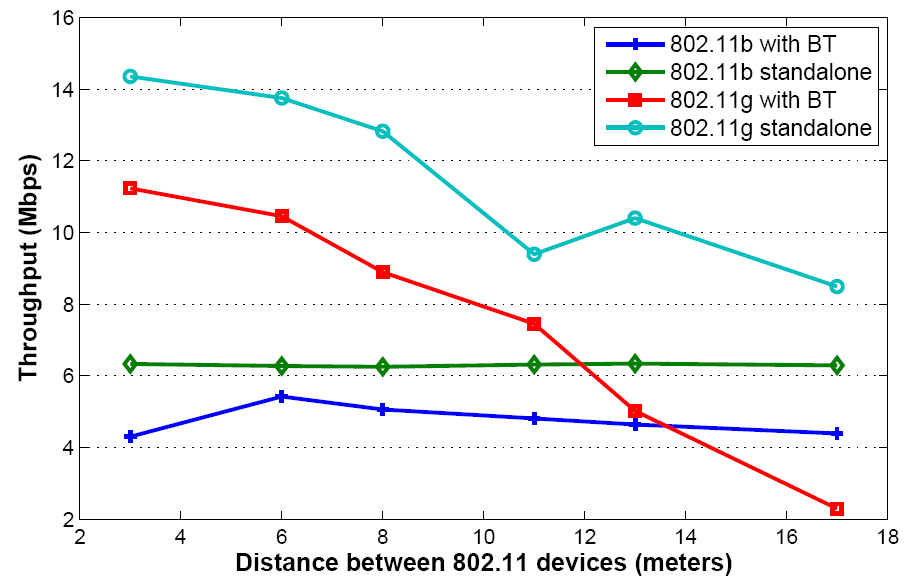 16
14
12
10
8
6
4
2
Throughput (Mbps)
802.11b with BT
802.11b standalone
802.11g with BT
802.11g standalone
2 4 6 8 10 12 14 16 18
Distance between 802.11 devices (meters)